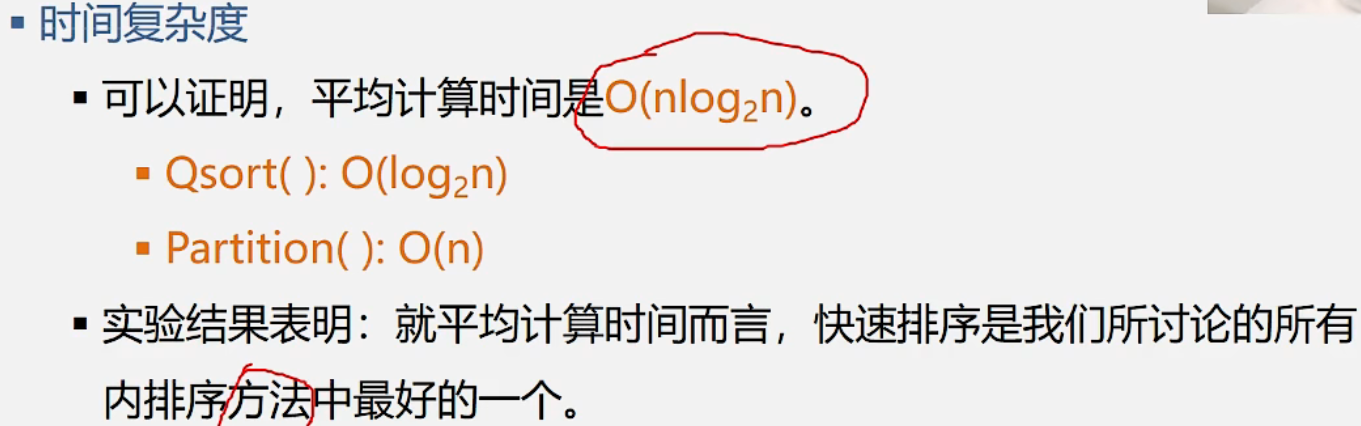 ▪ 时间复杂度
▪ 可以证明，平均计算时间是O(nlog₂n)。
▪ Qsort( ): O(log₂n)
▪ Partition( ): O(n)
▪ 实验结果表明：就平均计算时间而言，快速排序是我们所讨论的所有
内排序方法中最好的一个。